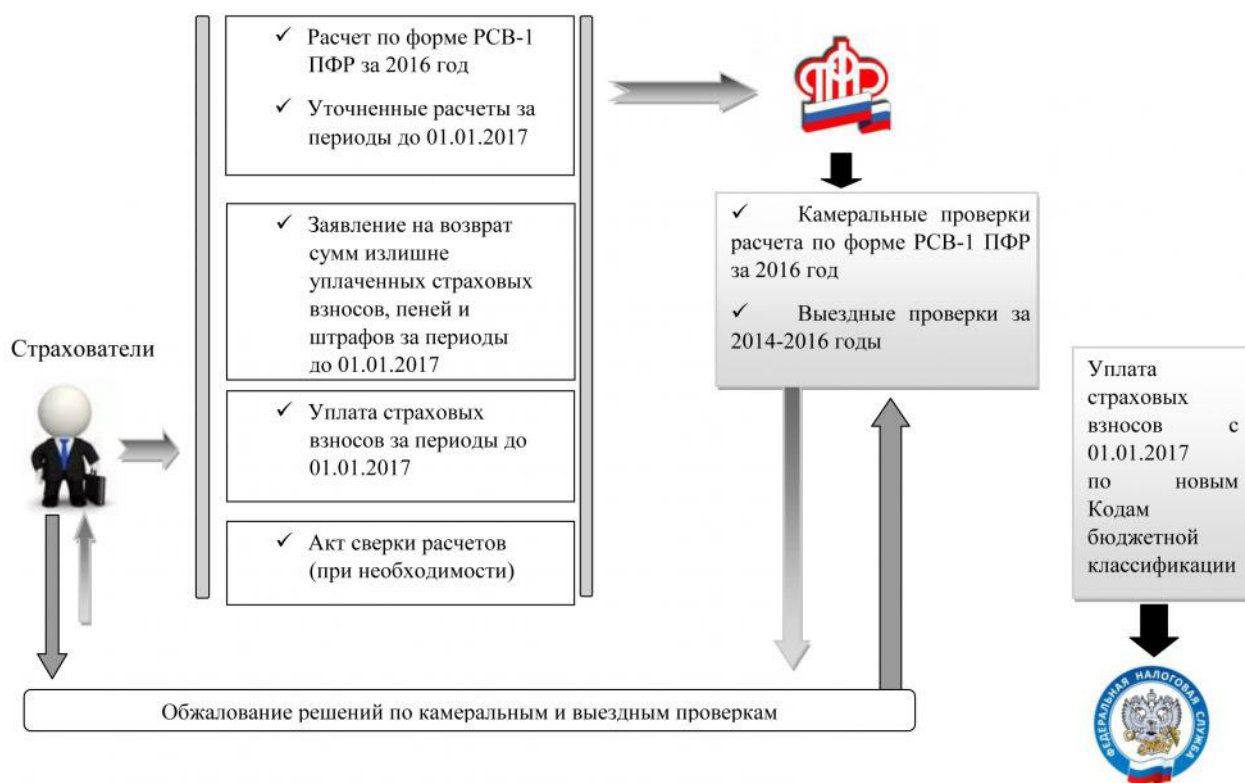 Страхователи
✓ Расчет по форме РСВ-1
ПФР за 2016 год
✓ Уточненные расчеты за
периоды до 01.01.2017
✓ Заявление на возврат
сумм излишне
уплаченных страховых
взносов, пеней и
штрафов за периоды
до 01.01.2017
✓ Уплата страховых
взносов за периоды до
01.01.2017
✓ Акт сверки расчетов
(при необходимости)
ПФР
✓ Камеральные проверки
расчета по форме РСВ-1 ПФР
за 2016 год
✓ Выездные проверки за
2014-2016 годы
Обжалование решений по камеральным и выездным проверкам
Уплата
страховых
взносов с
01.01.2017
по новым
Кодам
бюджетной
классификации
ФЕДЕРАЛЬНАЯ НАЛОГОВАЯ СЛУЖБА